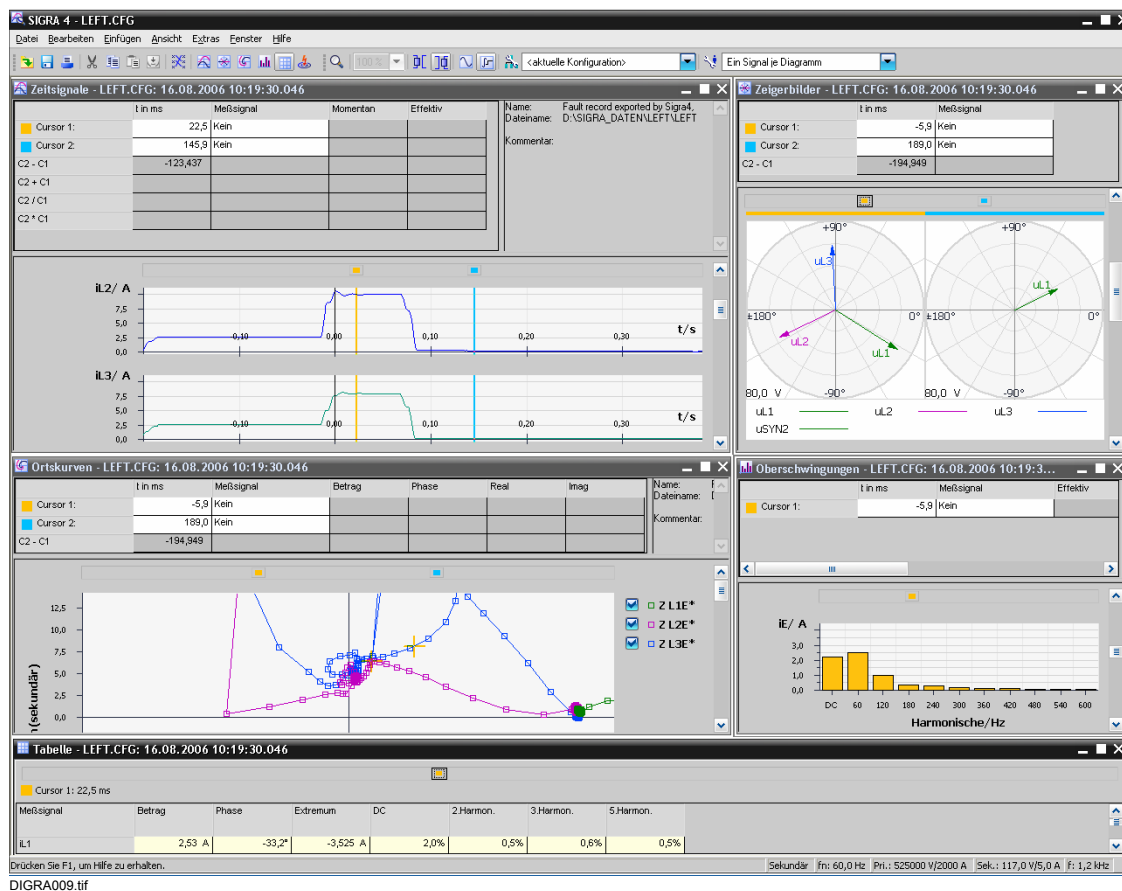 SIGRA 4 - LEFT.CFG
Datei Bearbeiten Einfügen Ansicht Extras Fenster Hilfe
100 % <aktuelle Konfiguration> Ein Signal je Diagramm
Zeitsignale - LEFT.CFG: 16.08.2006 10:19:30.046
t in ms Meßsignal Momentan Effektiv
Cursor 1: 22,5 Kein
Cursor 2: 145,9 Kein
C2 - C1 -123,437
C2 + C1
C2 / C1
C2 * C1
Name: Fault record exported by Sigra4,
Dateiname: D:\SIGRA_DATEN\LEFT\LEFT
Kommentar:
iL2/ A
7,5
5,0
2,5
0,0
-0,10 0,00 0,10 0,20 0,30
t/s
iL3/ A
7,5
5,0
2,5
0,0
-0,10 0,00 0,10 0,20 0,30
t/s
Zeigerbilder - LEFT.CFG: 16.08.2006 10:19:30.046
t in ms Meßsignal
Cursor 1: -5,9 Kein
Cursor 2: 189,0 Kein
C2 - C1 -194,949
+90° +90°
uL3
uL1
±180° 0° ±180° 0°
uL2 uL1
80,0 V -90° 80,0 V -90°
uL1 uL2 uL3
uSYN2
Ortskurven - LEFT.CFG: 16.08.2006 10:19:30.046
t in ms Meßsignal Betrag Phase Real Imag
Cursor 1: -5,9 Kein
Cursor 2: 189,0 Kein
C2 - C1 -194,949
Name:
Dateiname:
Kommentar:
12,5
10,0
7,5
5,0
2,5
0,0
n(sekundär)
Z L1E*
Z L2E*
Z L3E*
Oberschwingungen - LEFT.CFG: 16.08.2006 10:19:3...
t in ms Meßsignal Effektiv
Cursor 1: -5,9 Kein
iE/ A
3,0
2,0
1,0
0,0
DC 60 120 180 240 300 360 420 480 540 600
Harmonische/Hz
Tabelle - LEFT.CFG: 16.08.2006 10:19:30.046
Cursor 1: 22,5 ms
Meßsignal Betrag Phase Extremum DC 2.Harmon. 3.Harmon. 5.Harmon.
iL1 2,53 A -33,2° -3,525 A 2,0% 0,5% 0,6% 0,5%
Drücken Sie F1, um Hilfe zu erhalten.
Sekundär fn: 60,0 Hz Pri.: 525000 V/2000 A Sek.: 117,0 V/5,0 A f: 1,2 kHz
DIGRA009.tif